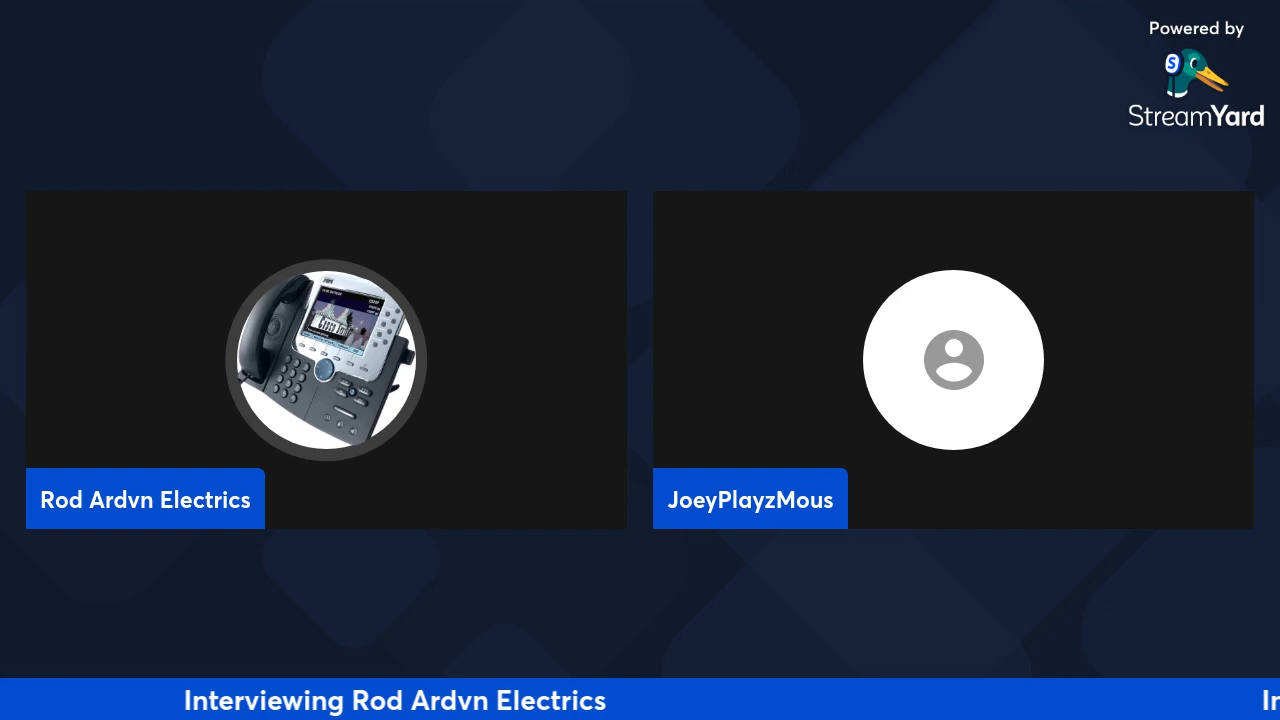 Powered by
S
StreamYard
Rod Ardvn Electrics
JoeyPlayzMous
Interviewing Rod Ardvn Electrics